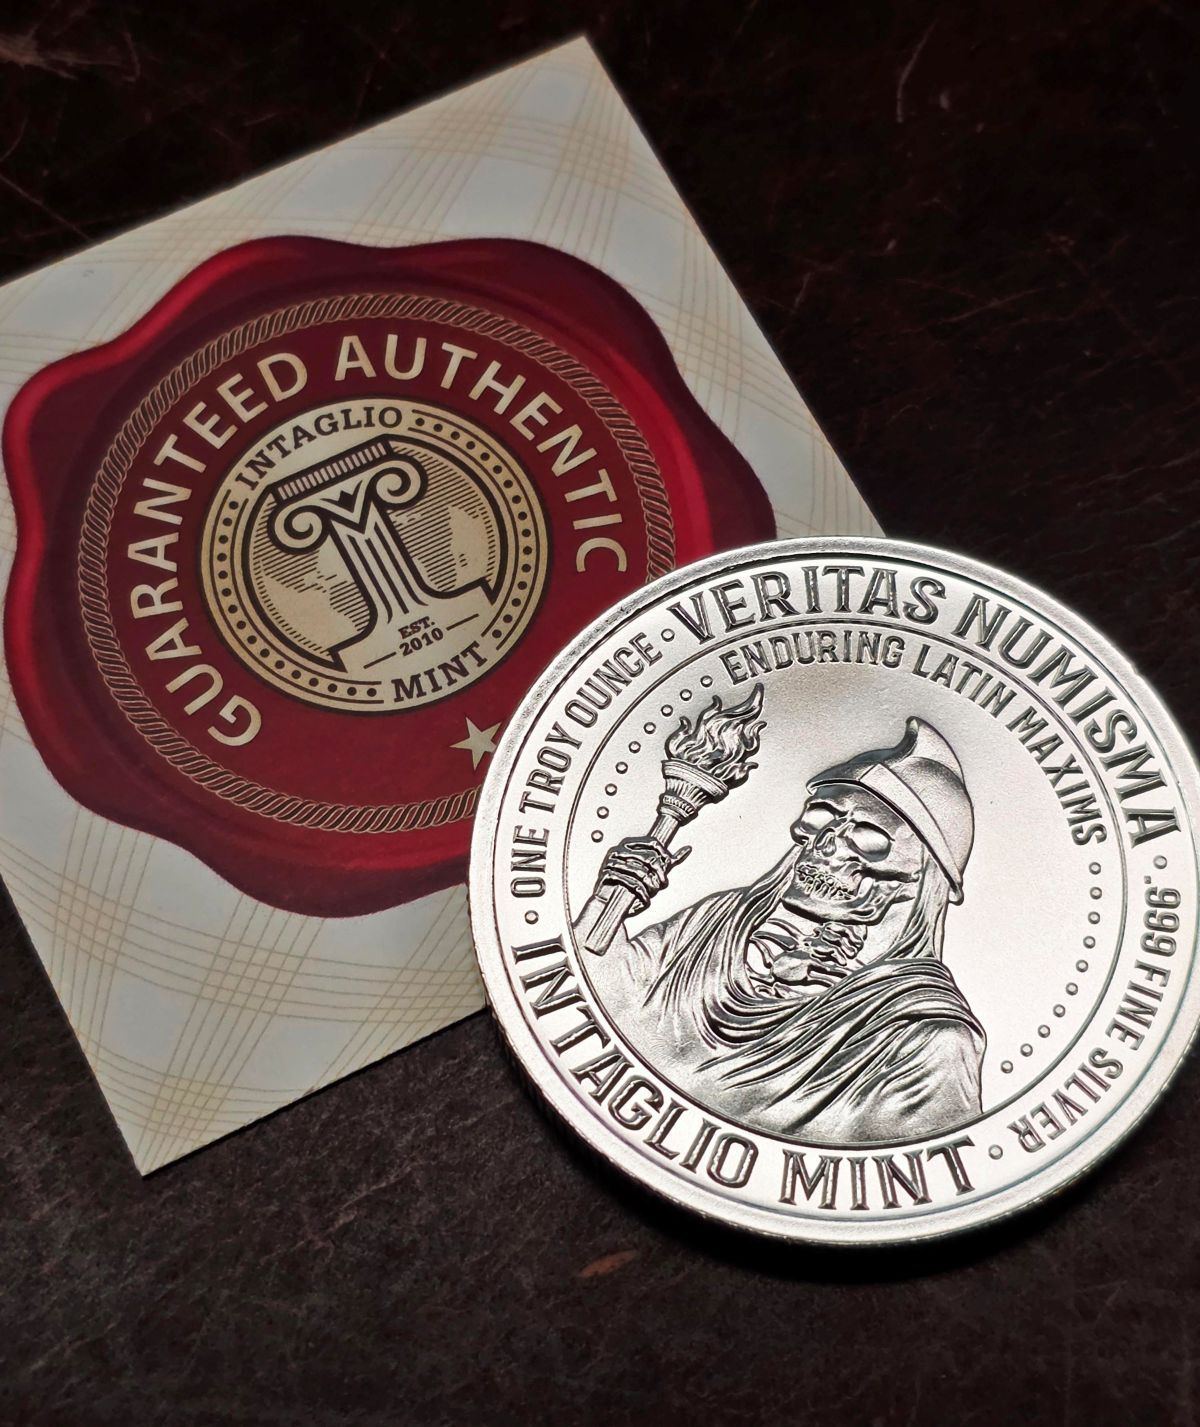 GUARANTEED AUTHENTIC
INTAGLIO
EST.
2010
MINT
VERITAS NUMISMA
ENDURING LATIN MAXIMS
ONE TROY OUNCE
.999 FINE SILVER
INTAGLIO MINT